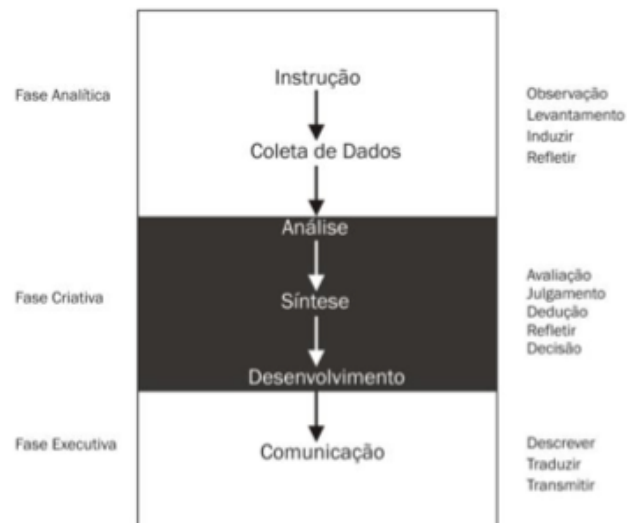 Fase Analítica
Instrução
Coleta de Dados
Observação
Levantamento
Induzir
Refletir
Fase Criativa
Análise
Síntese
Desenvolvimento
Avaliação
Julgamento
Dedução
Refletir
Decisão
Fase Executiva
Comunicação
Descrever
Traduzir
Transmitir